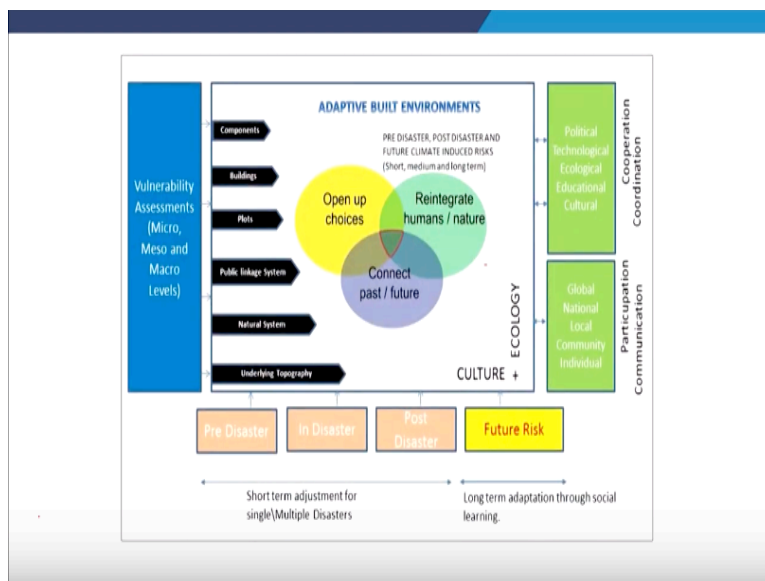 ADAPTIVE BUILT ENVIRONMENTS
PRE DISASTER, POST DISASTER AND
FUTURE CLIMATE INDUCED RISKS
(Short, medium and long term)
Vulnerability
Assessments
(Micro,
Meso and
Macro
Levels)
Components
Buildings
Plots
Public linkage System
Natural System
Underlying Topography
Open up
choices
Reintegrate
humans / nature
Connect
past / future
CULTURE +
ECOLOGY
Political
Technological
Ecological
Educational
Cultural
Cooperation
Coordination
Global
National
Local
Community
Individual
Particupation
Communication
Pre Disaster
In Disaster
Post
Disaster
Future Risk
Short term adjustment for
single\Multiple Disasters
Long term adaptation through social
learning.